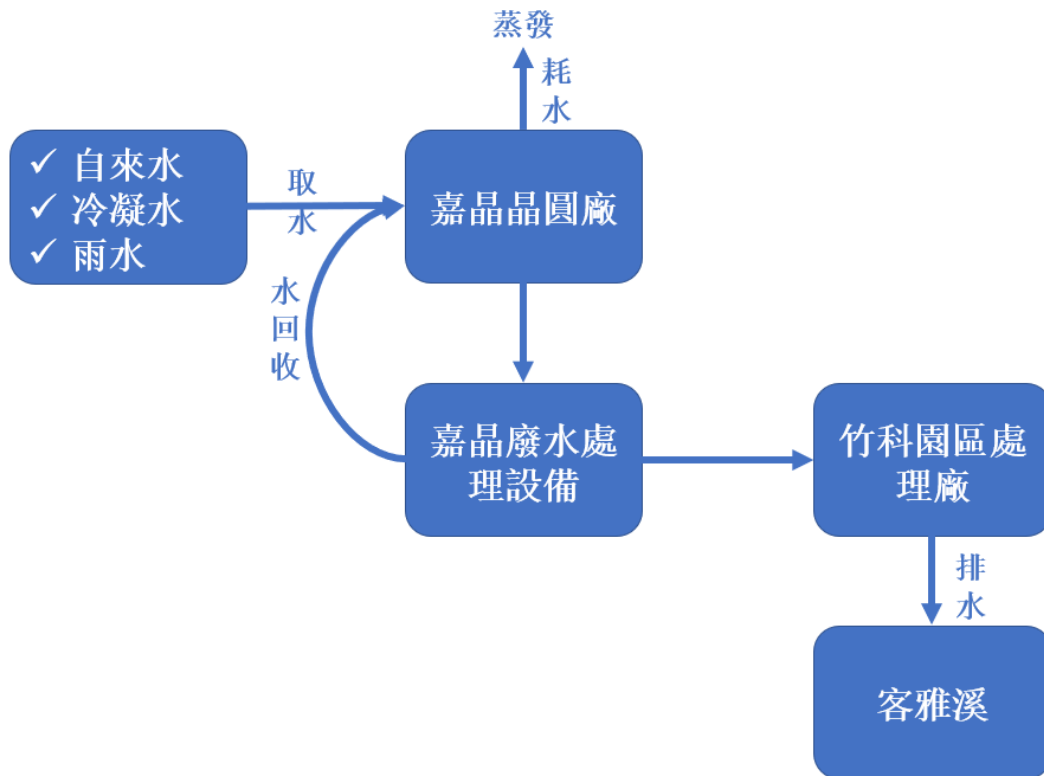 蒸發
耗水
✓ 自來水
✓ 冷凝水
✓ 雨水
取水
嘉晶晶圓廠
水回收
嘉晶廢水處
理設備
竹科園區處
理廠
排水
客雅溪